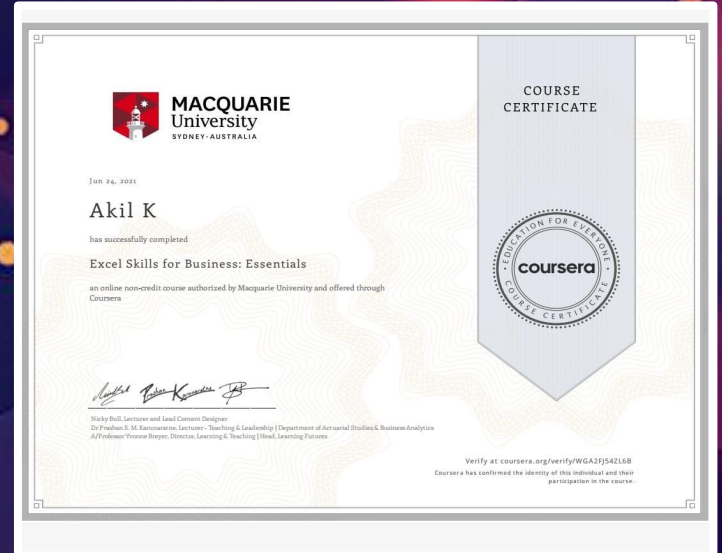 MACQUARIE
University
SYDNEY-AUSTRALIA
COURSE
CERTIFICATE
Jun 24, 2021
Akil K
has successfully completed
Excel Skills for Business: Essentials
an online non-credit course authorized by Macquarie University and offered through
Coursera
EDUCATION FOR EVERYONE
coursera
COURSE CERTIFICATE
Nicky Bull, Lecturer and Lead Content Designer
Dr Prashan S. M. Karunaratne, Lecturer - Teaching & Leadership | Department of Actuarial Studies & Business Analytics
A/Professor Yvonne Breyer, Director, Learning & Teaching | Head, Learning Futures
Verify at coursera.org/verify/WGA2FJ54ZL6B
Coursera has confirmed the identity of this individual and their
participation in the course.